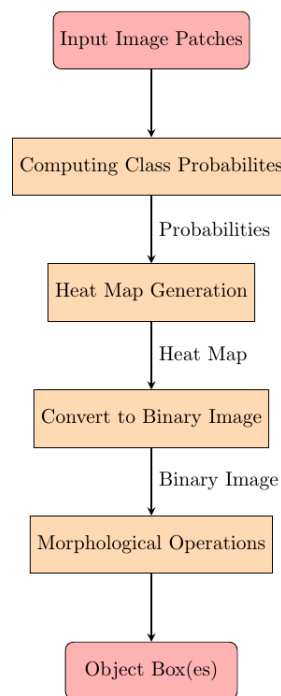 Input Image Patches
Computing Class Probabilites
Probabilities
Heat Map Generation
Heat Map
Convert to Binary Image
Binary Image
Morphological Operations
Object Box(es)